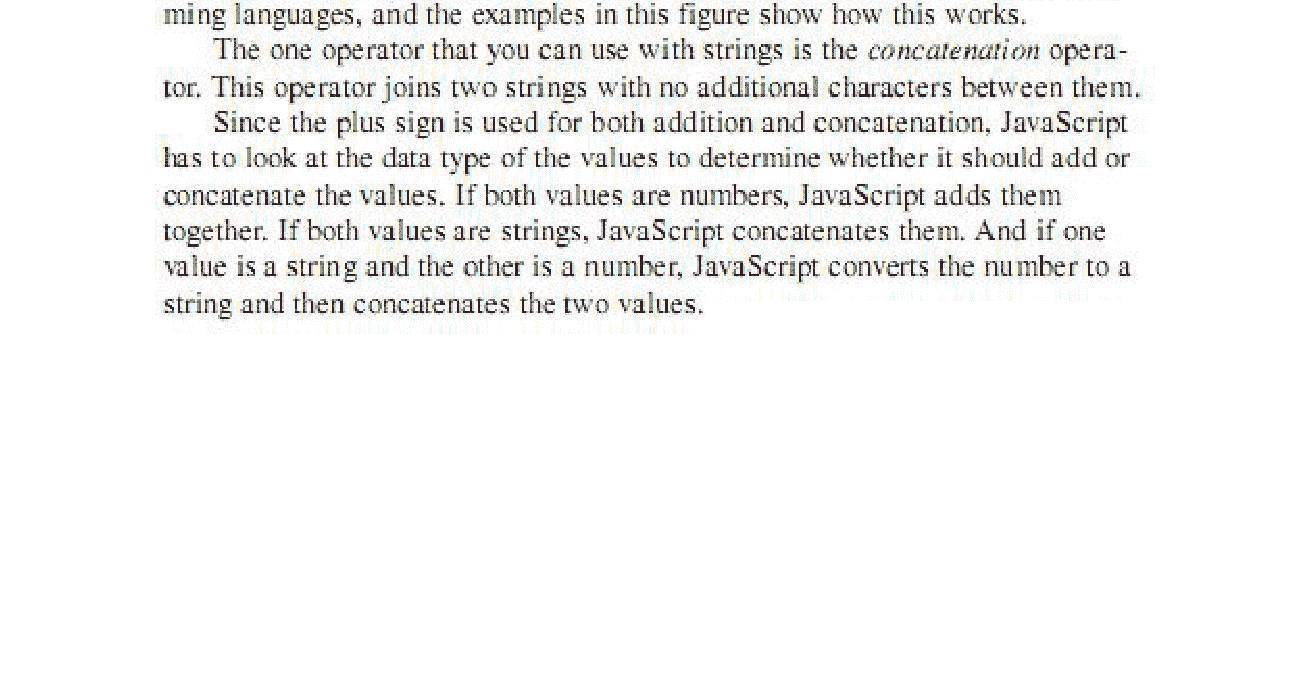 ming languages, and the examples in this figure show how this works.
The one operator that you can use with strings is the concatenation opera-
tor. This operator joins two strings with no additional characters between them.
Since the plus sign is used for both addition and concatenation, JavaScript
has to look at the data type of the values to determine whether it should add or
concatenate the values. If both values are numbers, JavaScript adds them
together. If both values are strings, JavaScript concatenates them. And if one
value is a string and the other is a number, JavaScript converts the number to a
string and then concatenates the two values.